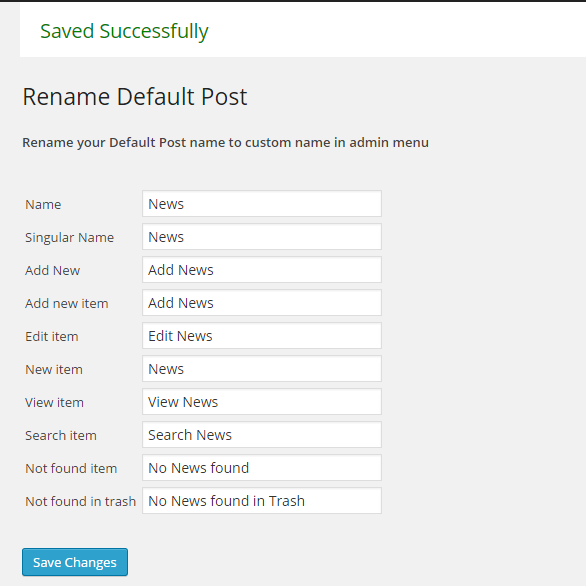 Saved Successfully
Rename Default Post
Rename your Default Post name to custom name in admin menu
Name News
Singular Name News
Add New Add News
Add new item Add News
Edit item Edit News
New item News
View item View News
Search item Search News
Not found item No News found
Not found in trash No News found in Trash
Save Changes